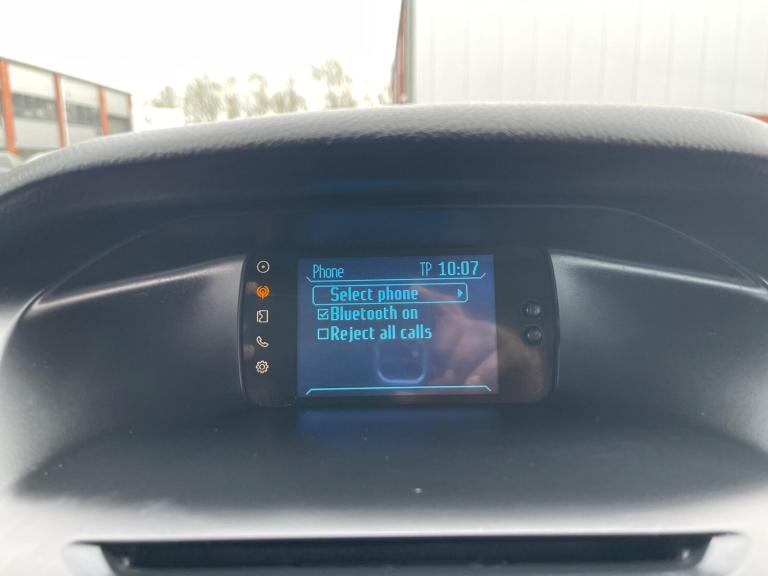 Phone TP 10:07
Select phone
Bluetooth on
Reject all calls